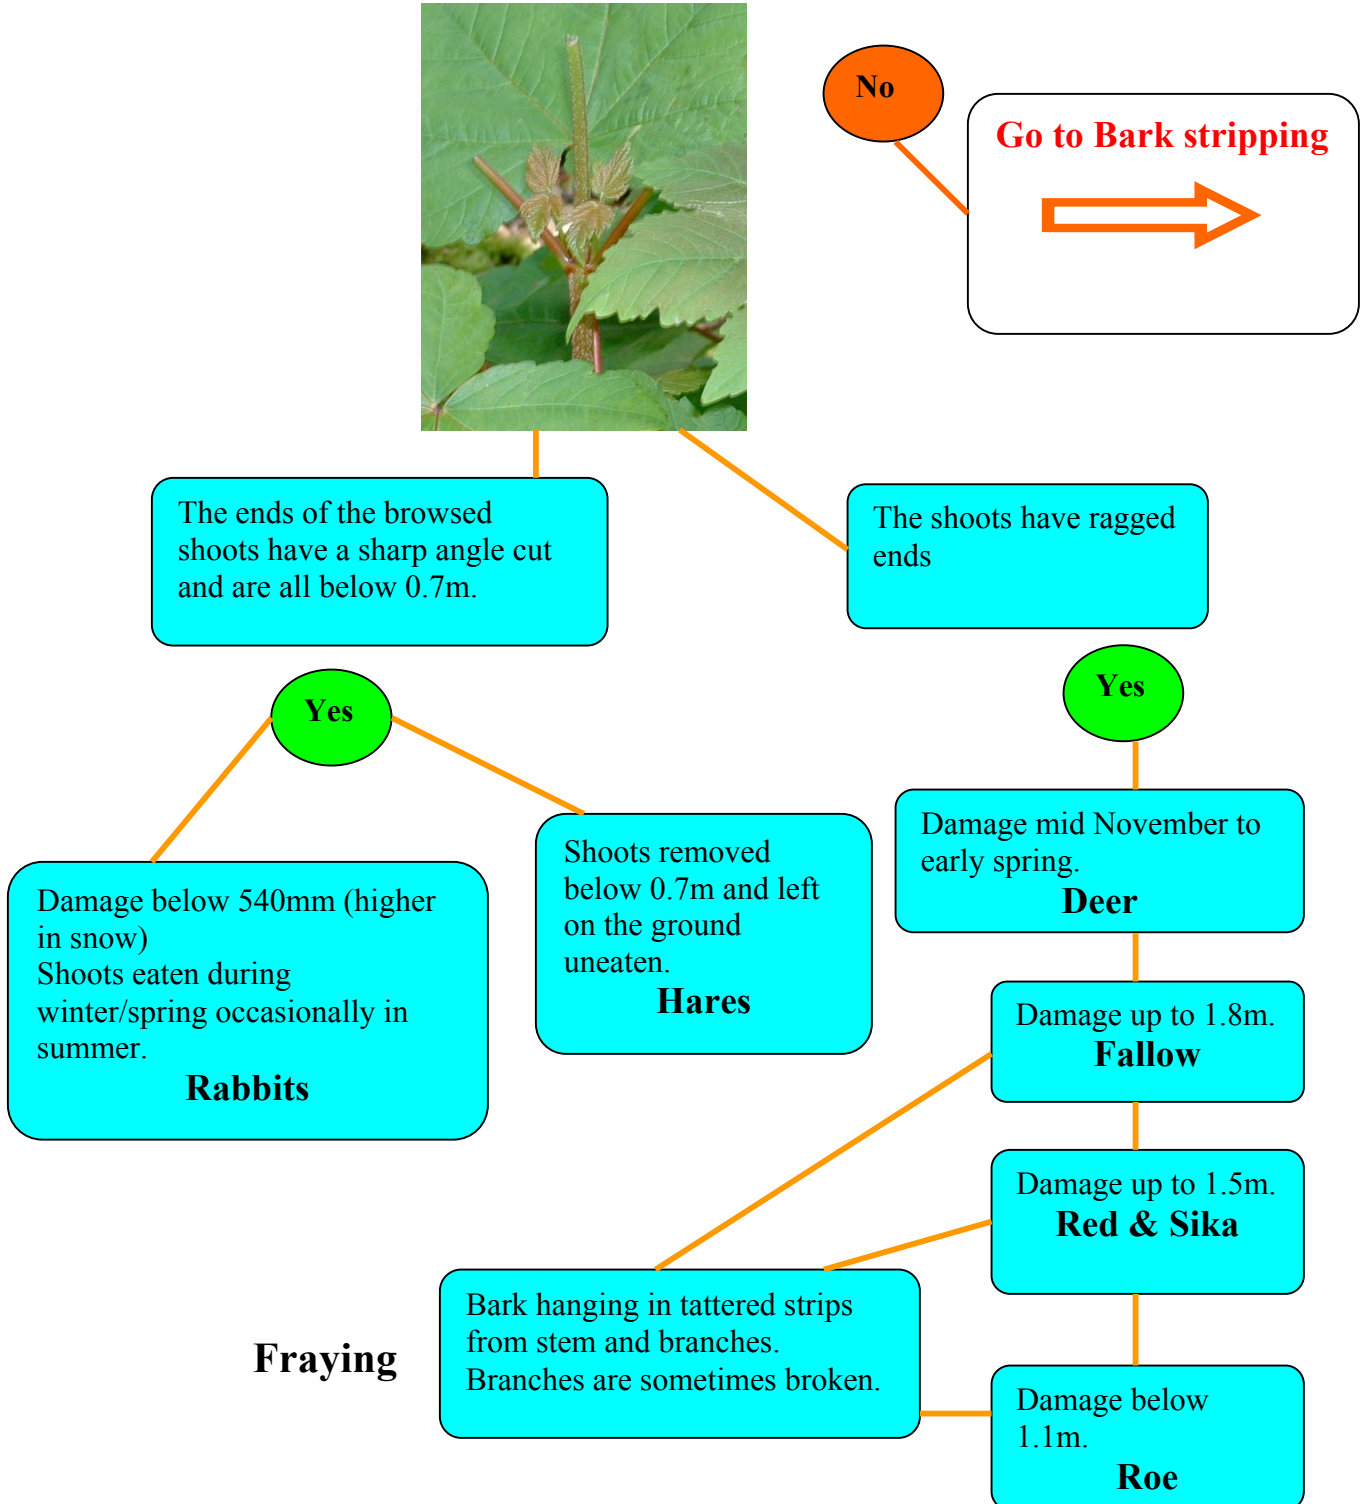 No
Go to Bark stripping
The ends of the browsed
shoots have a sharp angle cut
and are all below 0.7m.
The shoots have ragged
ends
Yes
Yes
Damage below 540mm (higher
in snow)
Shoots eaten during
winter/spring occasionally in
summer.
Rabbits
Shoots removed
below 0.7m and left
on the ground
uneaten.
Hares
Damage mid November to
early spring.
Deer
Damage up to 1.8m.
Fallow
Damage up to 1.5m.
Red & Sika
Fraying
Bark hanging in tattered strips
from stem and branches.
Branches are sometimes broken.
Damage below
1.1m.
Roe